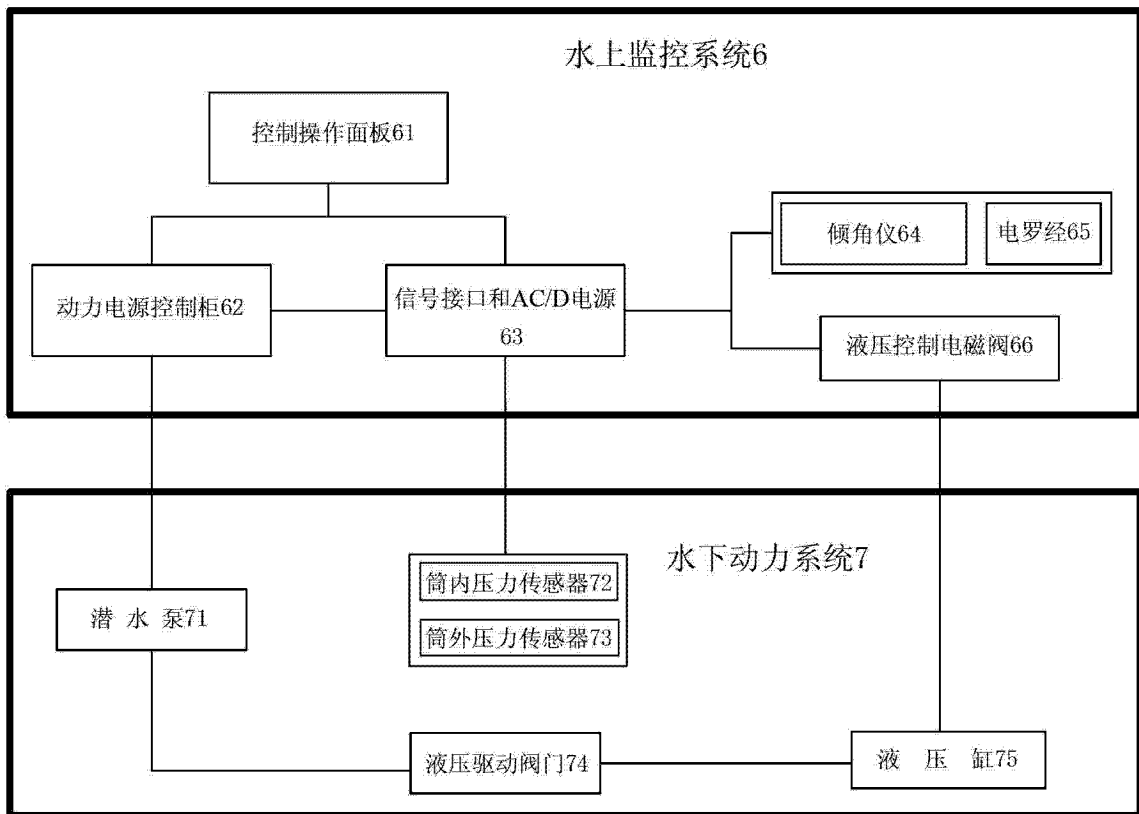 水上监控系统6
控制操作面板61
倾角仪64
电罗经65
动力电源控制柜62
信号接口和AC/D电源
63
液压控制电磁阀66
水下动力系统7
筒内压力传感器72
潜 水 泵71
筒外压力传感器73
液压驱动阀门74
液 压 缸75